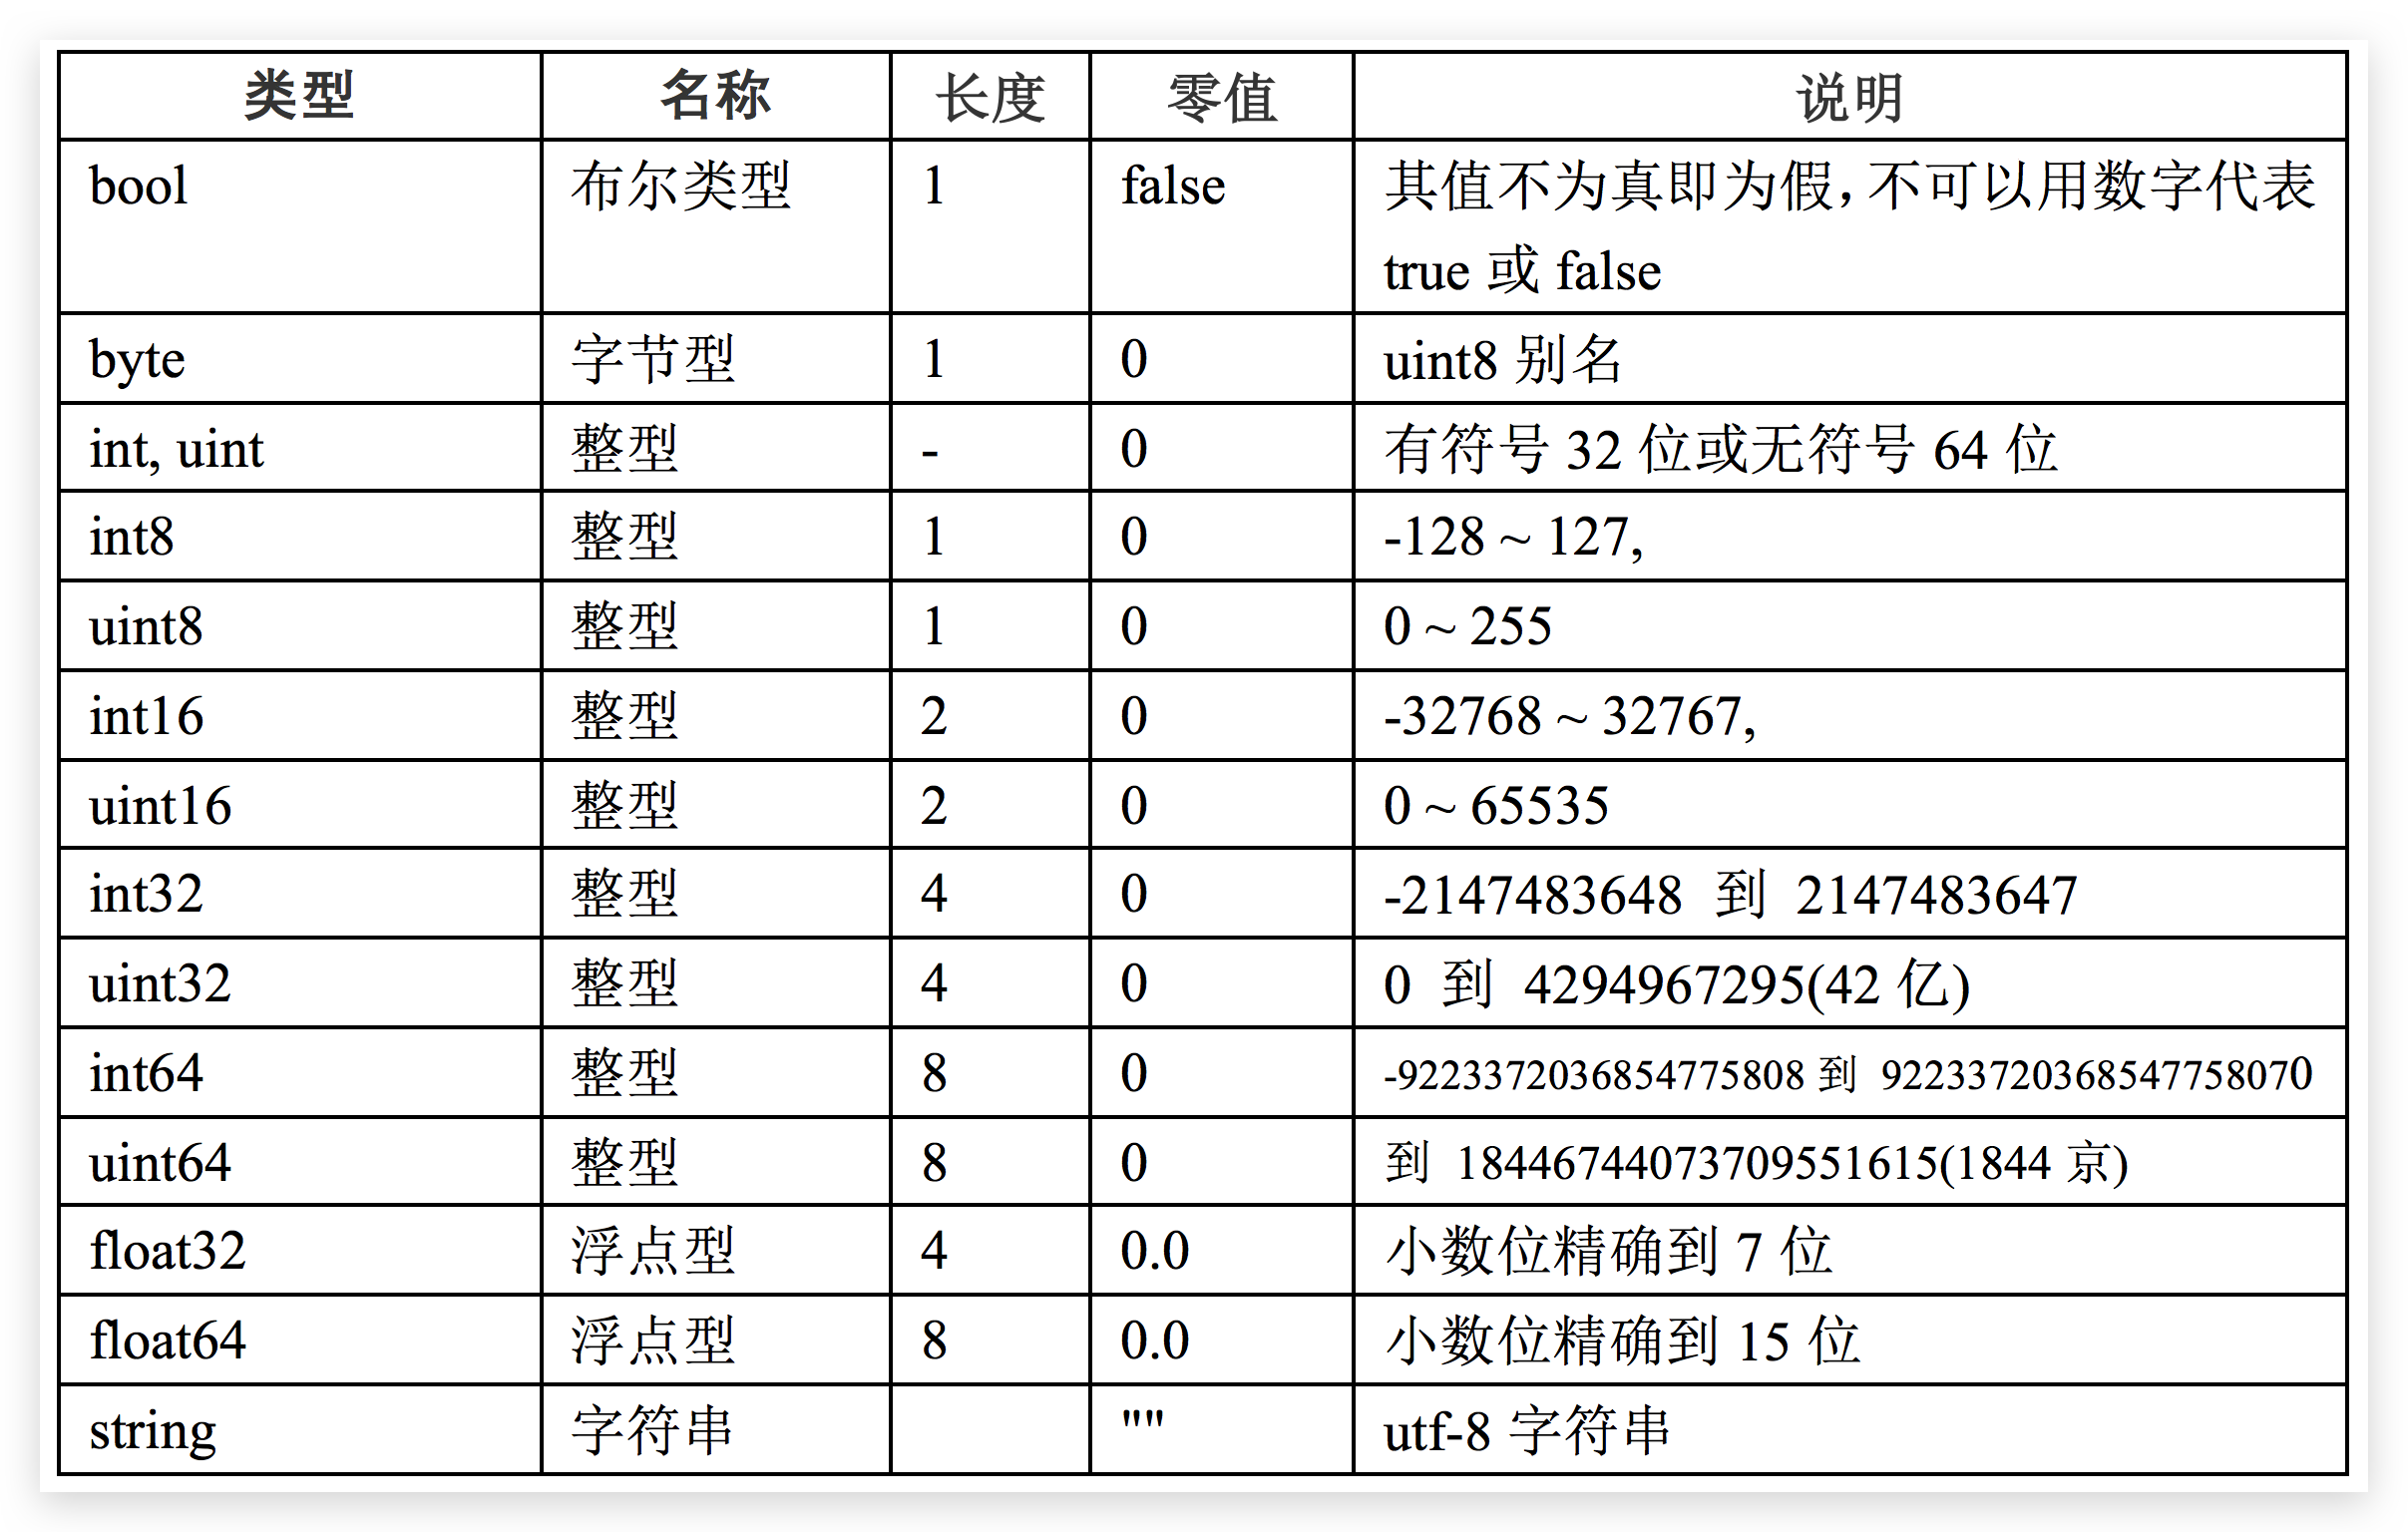 类型 名称 长度 零值 说明
bool 布尔类型 1 false 其值不为真即为假，不可以用数字代表
true 或 false
byte 字节型 1 0 uint8 别名
int, uint 整型 - 0 有符号 32 位或无符号 64 位
int8 整型 1 0 -128 ~ 127,
uint8 整型 1 0 0 ~ 255
int16 整型 2 0 -32768 ~ 32767,
uint16 整型 2 0 0 ~ 65535
int32 整型 4 0 -2147483648 到 2147483647
uint32 整型 4 0 0 到 4294967295(42 亿)
int64 整型 8 0 -9223372036854775808 到 92233720368547758070
uint64 整型 8 0 到 18446744073709551615(1844 京)
float32 浮点型 4 0.0 小数位精确到 7 位
float64 浮点型 8 0.0 小数位精确到 15 位
string 字符串 "" utf-8 字符串